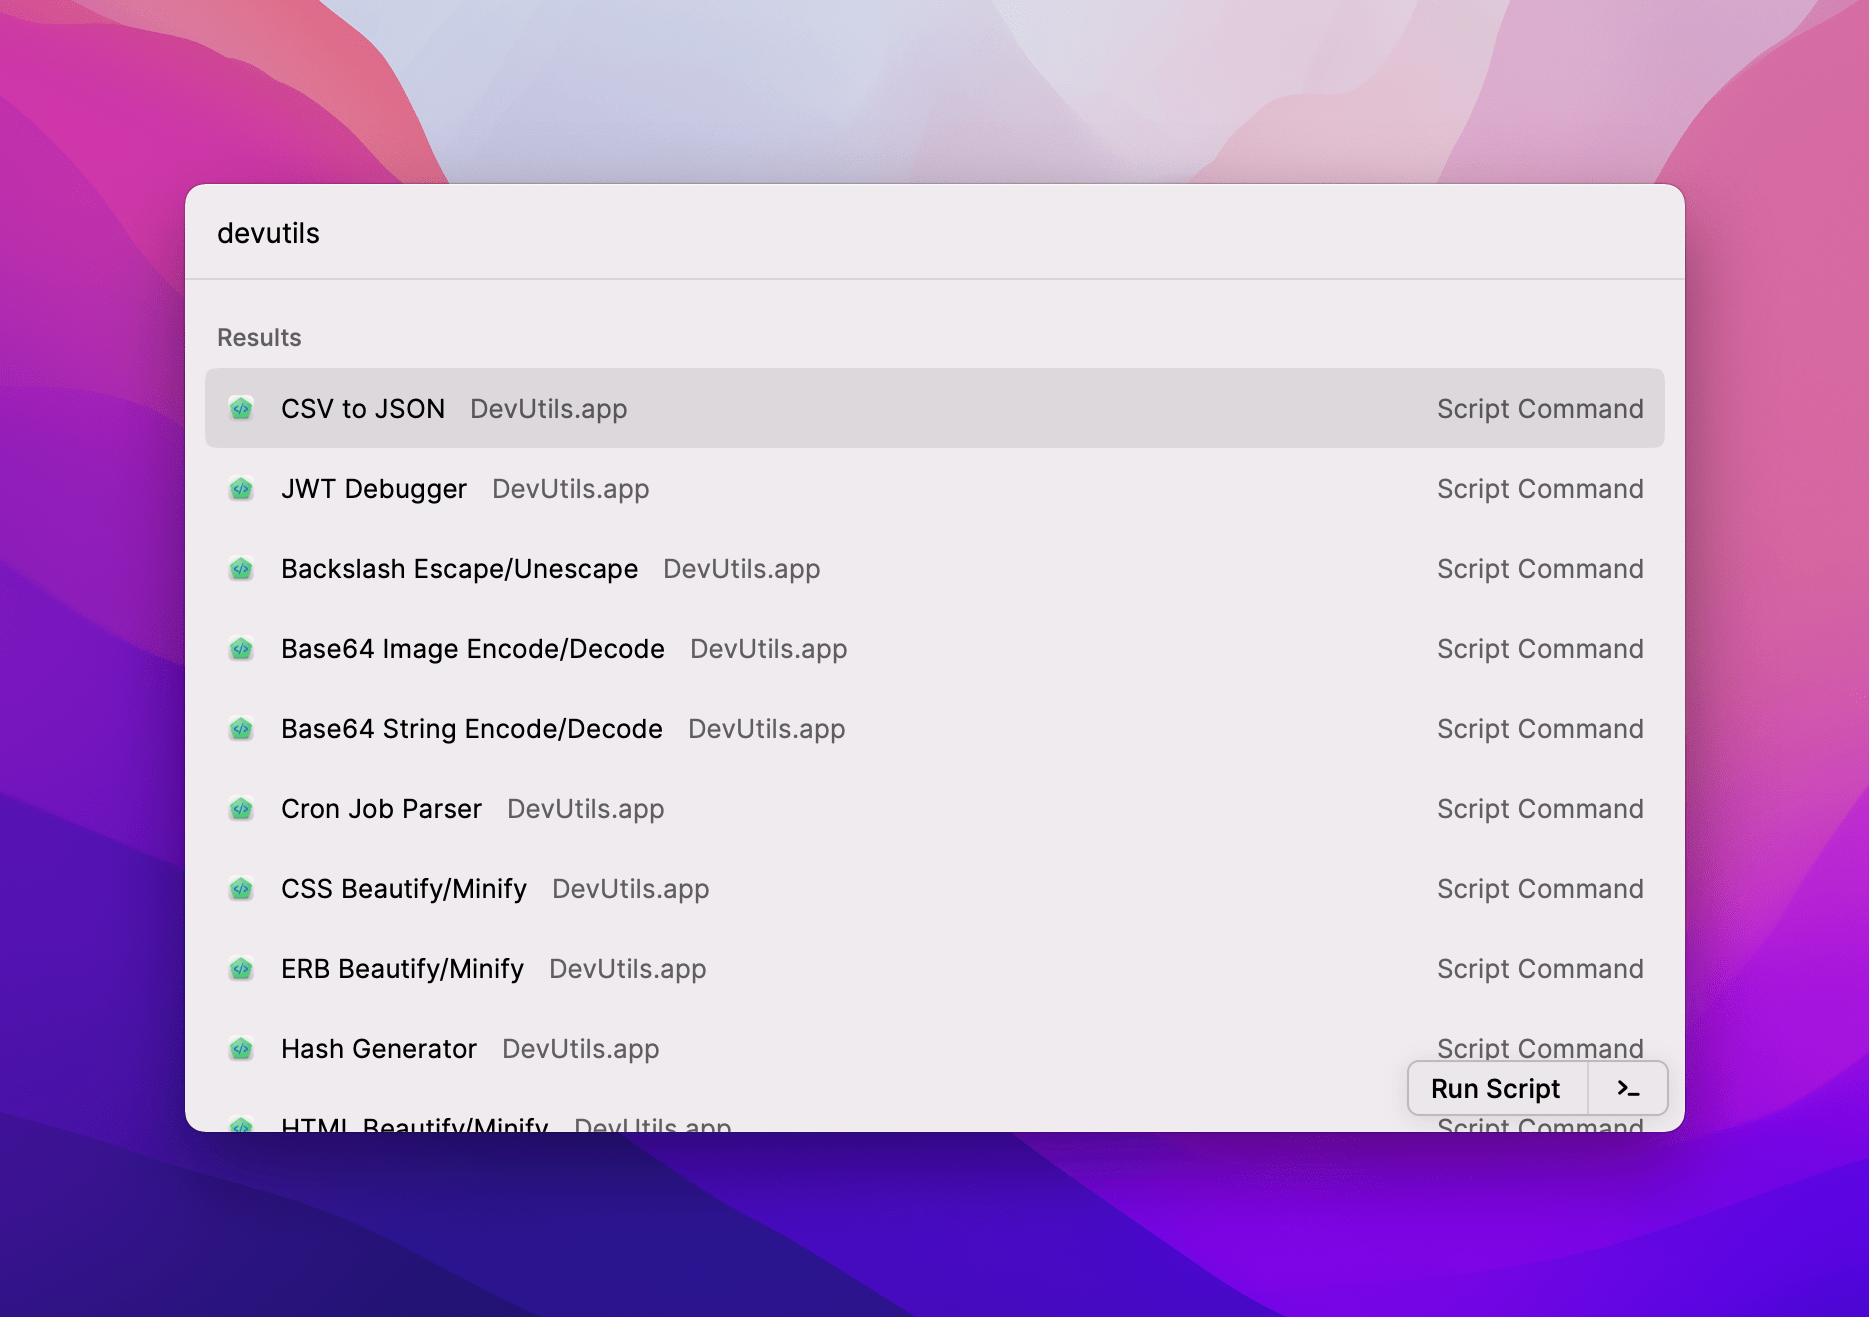 devutils
Results
CSV to JSON DevUtils.app Script Command
JWT Debugger DevUtils.app Script Command
Backslash Escape/Unescape DevUtils.app Script Command
Base64 Image Encode/Decode DevUtils.app Script Command
Base64 String Encode/Decode DevUtils.app Script Command
Cron Job Parser DevUtils.app Script Command
CSS Beautify/Minify DevUtils.app Script Command
ERB Beautify/Minify DevUtils.app Script Command
Hash Generator DevUtils.app Script Command
Run Script >_
HTML Beautify/Minify DevUtils.app Script Command